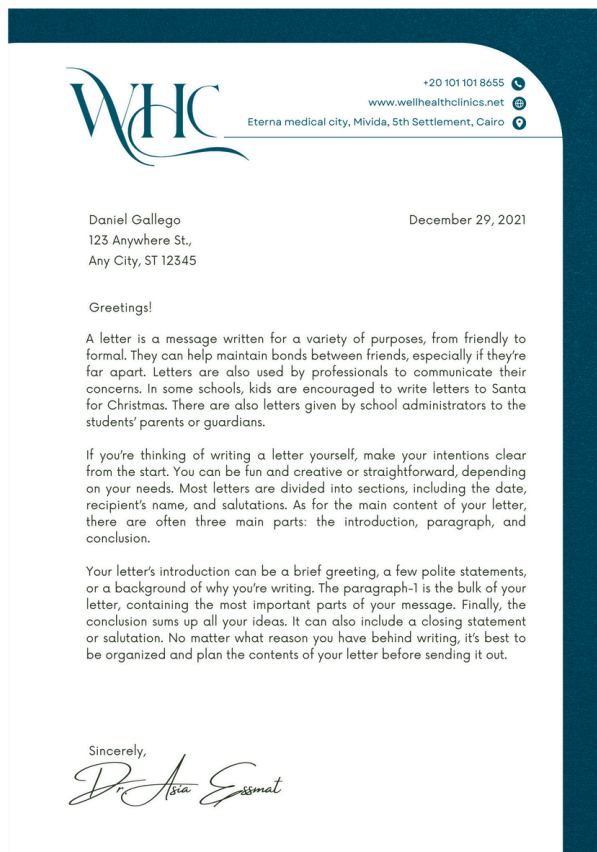 WHC
+20 101 101 8655
www.wellhealthclinics.net
Eterna medical city, Mivida, 5th Settlement, Cairo
Daniel Gallego
December 29, 2021
123 Anywhere St.,
Any City, ST 12345
Greetings!
A letter is a message written for a variety of purposes, from friendly to
formal. They can help maintain bonds between friends, especially if they're
far apart. Letters are also used by professionals to communicate their
concerns. In some schools, kids are encouraged to write letters to Santa
for Christmas. There are also letters given by school administrators to the
students' parents or guardians.
If you're thinking of writing a letter yourself, make your intentions clear
from the start. You can be fun and creative or straightforward, depending
on your needs. Most letters are divided into sections, including the date,
recipient's name, and salutations. As for the main content of your letter,
there are often three main parts: the introduction, paragraph, and
conclusion.
Your letter's introduction can be a brief greeting, a few polite statements,
or a background of why you're writing. The paragraph-1 is the bulk of your
letter, containing the most important parts of your message. Finally, the
conclusion sums up all your ideas. It can also include a closing statement
or salutation. No matter what reason you have behind writing, it's best to
be organized and plan the contents of your letter before sending it out.
Sincerely,
Dr. Asia Essmat